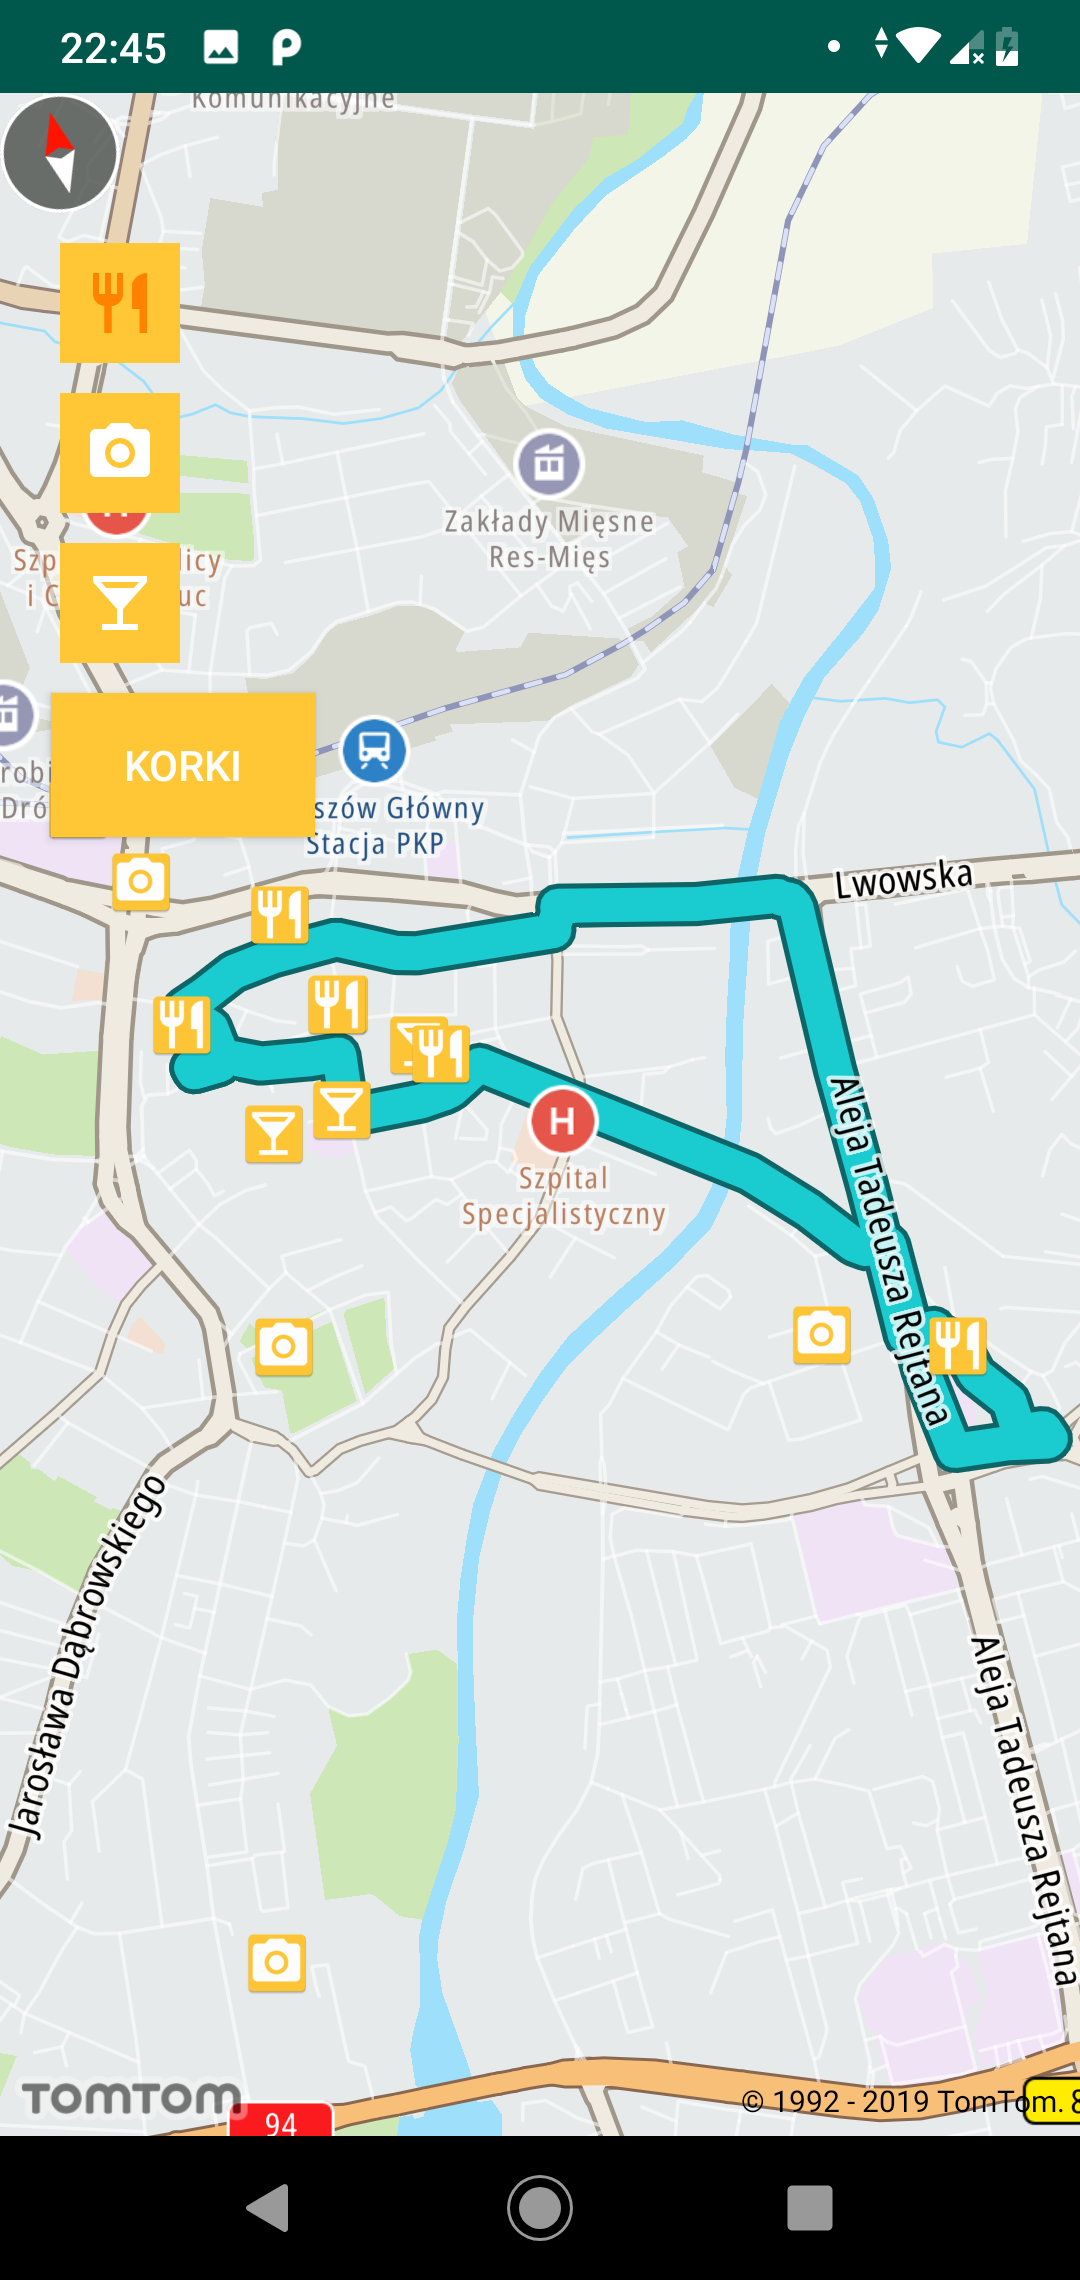 22:45
Komunikacyjne
Zakłady Mięsne
Res-Mięs
KORKI
Główny
Stacja PKP
Lwowska
Aleja Tadeusza Rejtana
H
Szpital
Specjalistyczny
Jarosława Dąbrowskiego
Aleja Tadeusza Rejtana
TOMTOM
94
© 1992 - 2019 TomTom. 8